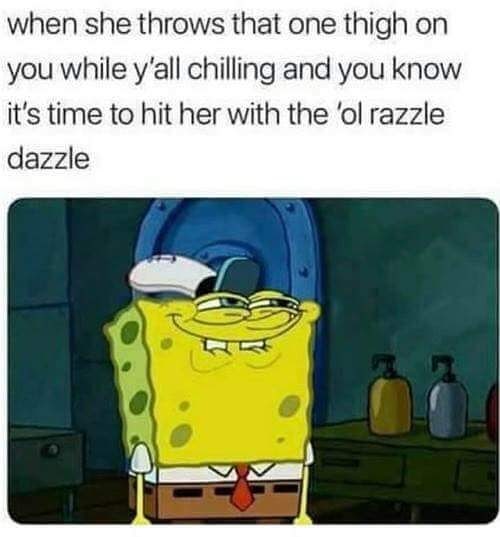 when she throws that one thigh on
you while y'all chilling and you know
it's time to hit her with the 'ol razzle
dazzle